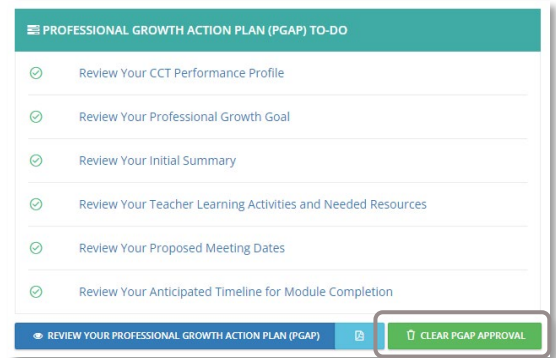 PROFESSIONAL GROWTH ACTION PLAN (PGAP) TO-DO
Review Your CCT Performance Profile
Review Your Professional Growth Goal
Review Your Initial Summary
Review Your Teacher Learning Activities and Needed Resources
Review Your Proposed Meeting Dates
Review Your Anticipated Timeline for Module Completion
REVIEW YOUR PROFESSIONAL GROWTH ACTION PLAN (PGAP) CLEAR PGAP APPROVAL